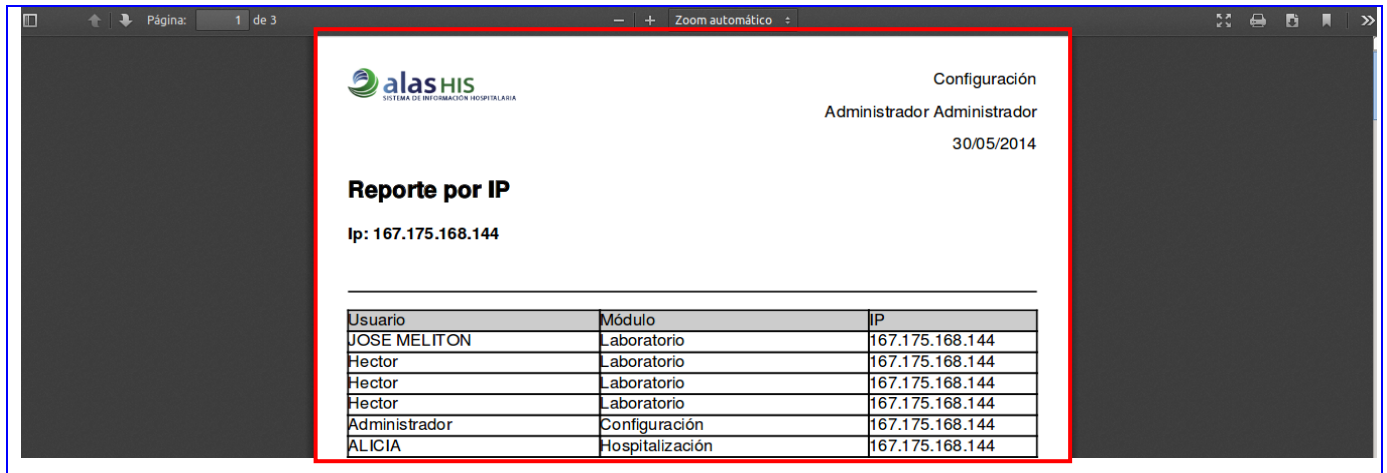 Página: 1 de 3 Zoom automático
alas HIS
SISTEMA DE INFORMACIÓN HOSPITALARIA
Configuración
Administrador Administrador
30/05/2014
Reporte por IP
Ip: 167.175.168.144
Usuario Módulo IP
JOSE MELITON Laboratorio 167.175.168.144
Hector Laboratorio 167.175.168.144
Hector Laboratorio 167.175.168.144
Hector Laboratorio 167.175.168.144
Administrador Configuración 167.175.168.144
ALICIA Hospitalización 167.175.168.144